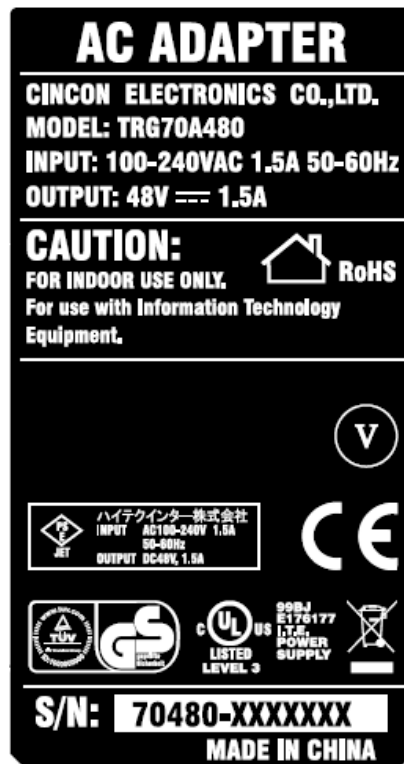 AC ADAPTER
CINCON ELECTRONICS CO.,LTD.
MODEL: TRG70A480
INPUT: 100-240VAC 1.5A 50-60Hz
OUTPUT: 48V ⎓ 1.5A
CAUTION:
FOR INDOOR USE ONLY.
RoHS
For use with Information Technology
Equipment.
V
PS
E
JET
ハイテクインター株式会社
INPUT AC100-240V 1.5A
50-60Hz
OUTPUT DC48V, 1.5A
CE
TÜV
GS
geprüfte
Sicherheit
c UL US
LISTED
LEVEL 3
99BJ
E176177
I.T.E.
POWER
SUPPLY
S/N: 70480-XXXXXXX
MADE IN CHINA